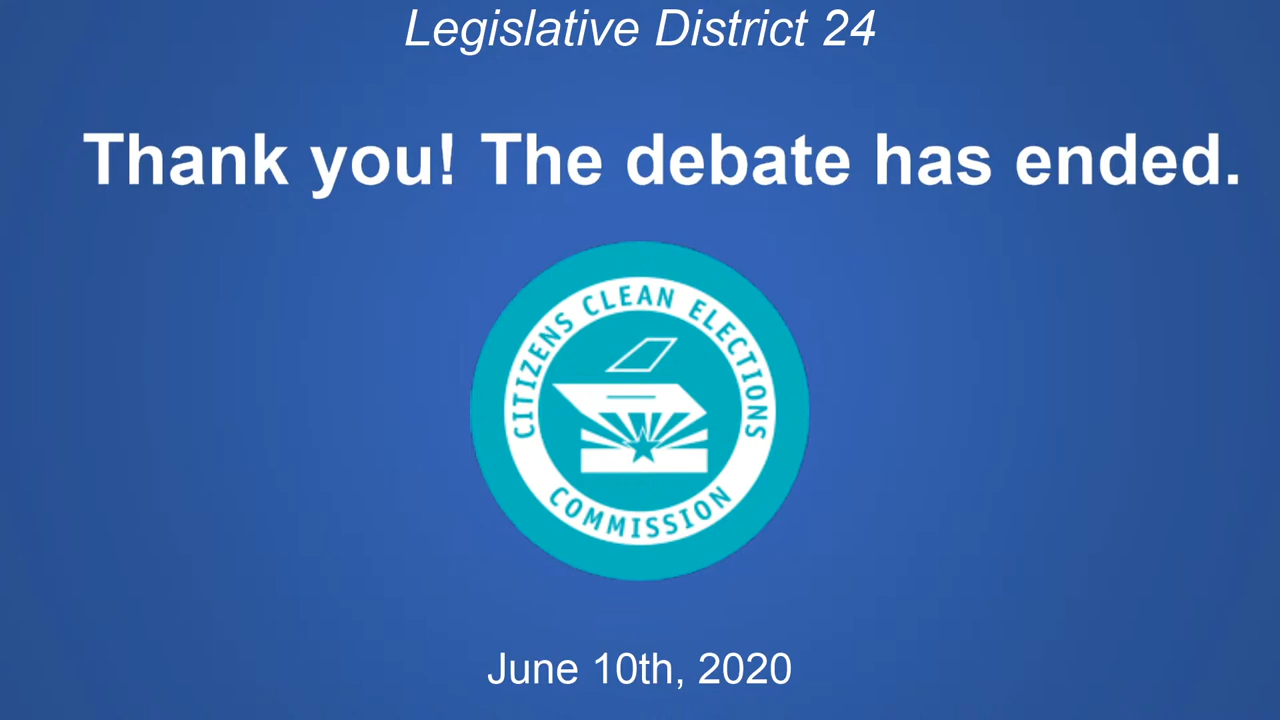 Legislative District 24
Thank you! The debate has ended.
CITIZENS CLEAN ELECTIONS
COMMISSION
June 10th, 2020